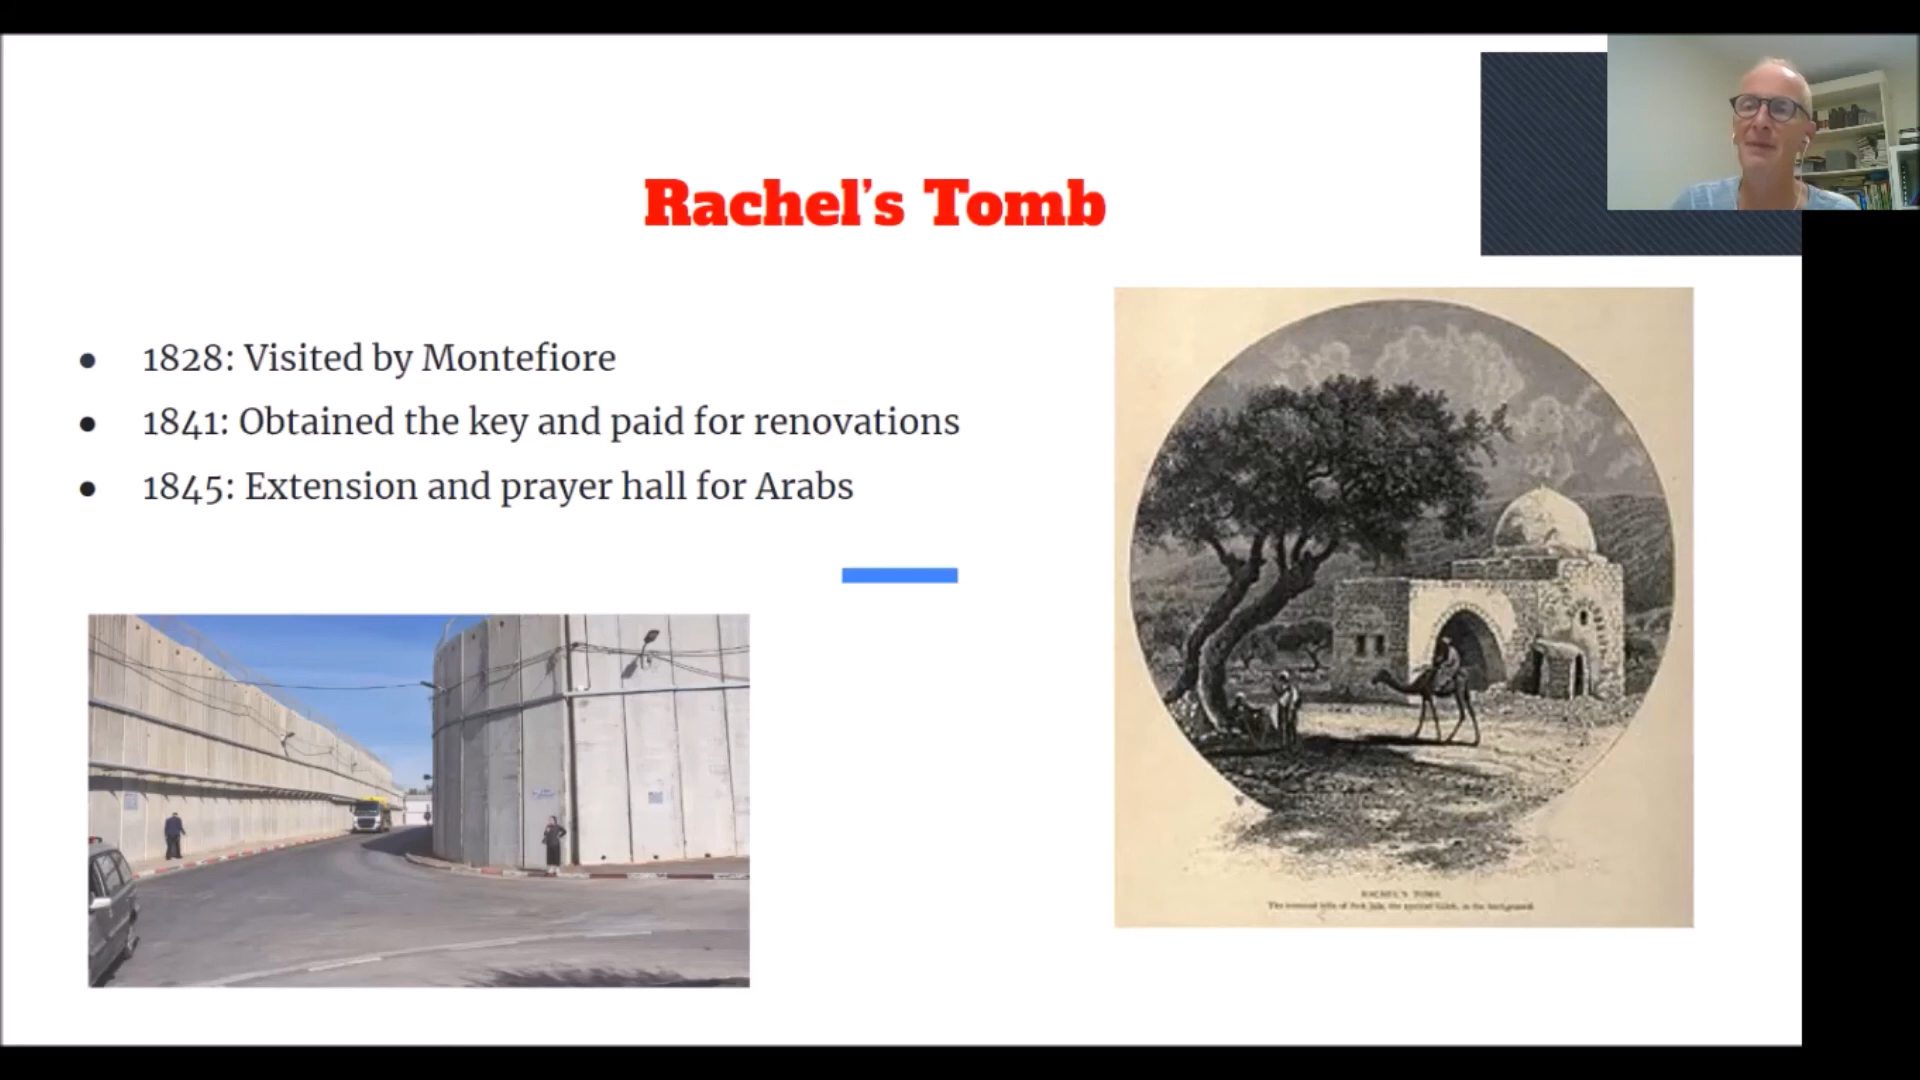 Rachel's Tomb
● 1828: Visited by Montefiore
● 1841: Obtained the key and paid for renovations
● 1845: Extension and prayer hall for Arabs
RACHEL'S TOMB